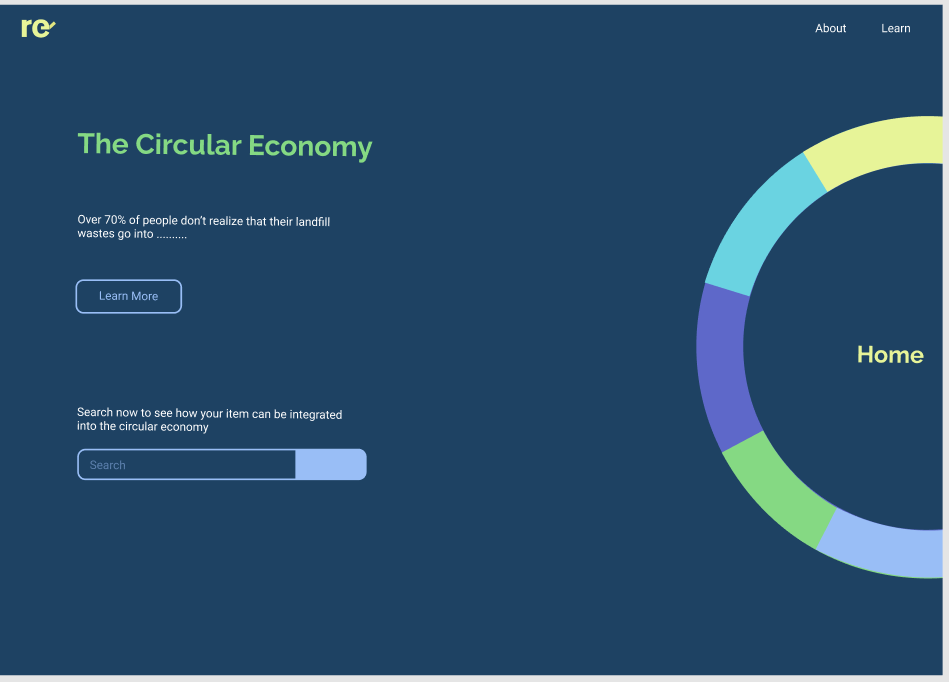 re
About Learn
The Circular Economy
Over 70% of people don’t realize that their landfill
wastes go into ..........
Learn More
Home
Search now to see how your item can be integrated
into the circular economy
Search